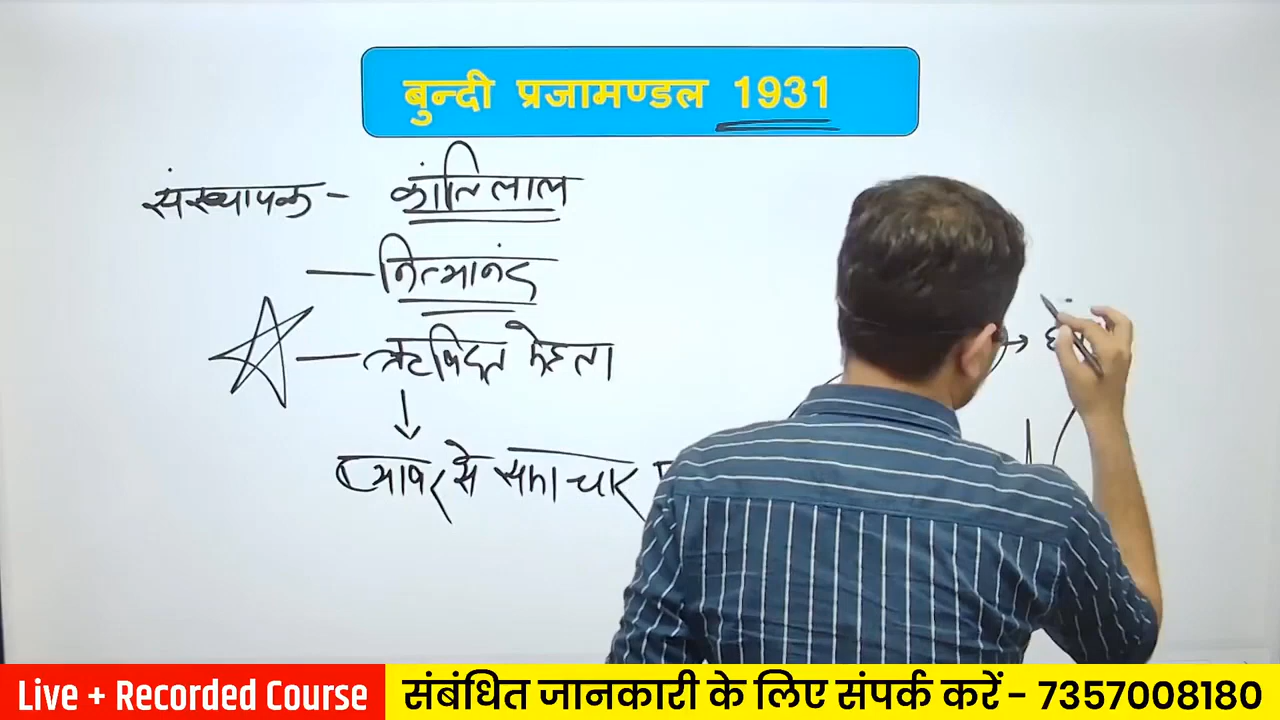 बुन्दी प्रजामण्डल 1931
संस्थापक - कांतिलाल
— नित्यानंद
— ऋषिदत्त मेहता
ब्यावर से समाचार
Live + Recorded Course
संबंधित जानकारी के लिए संपर्क करें - 7357008180